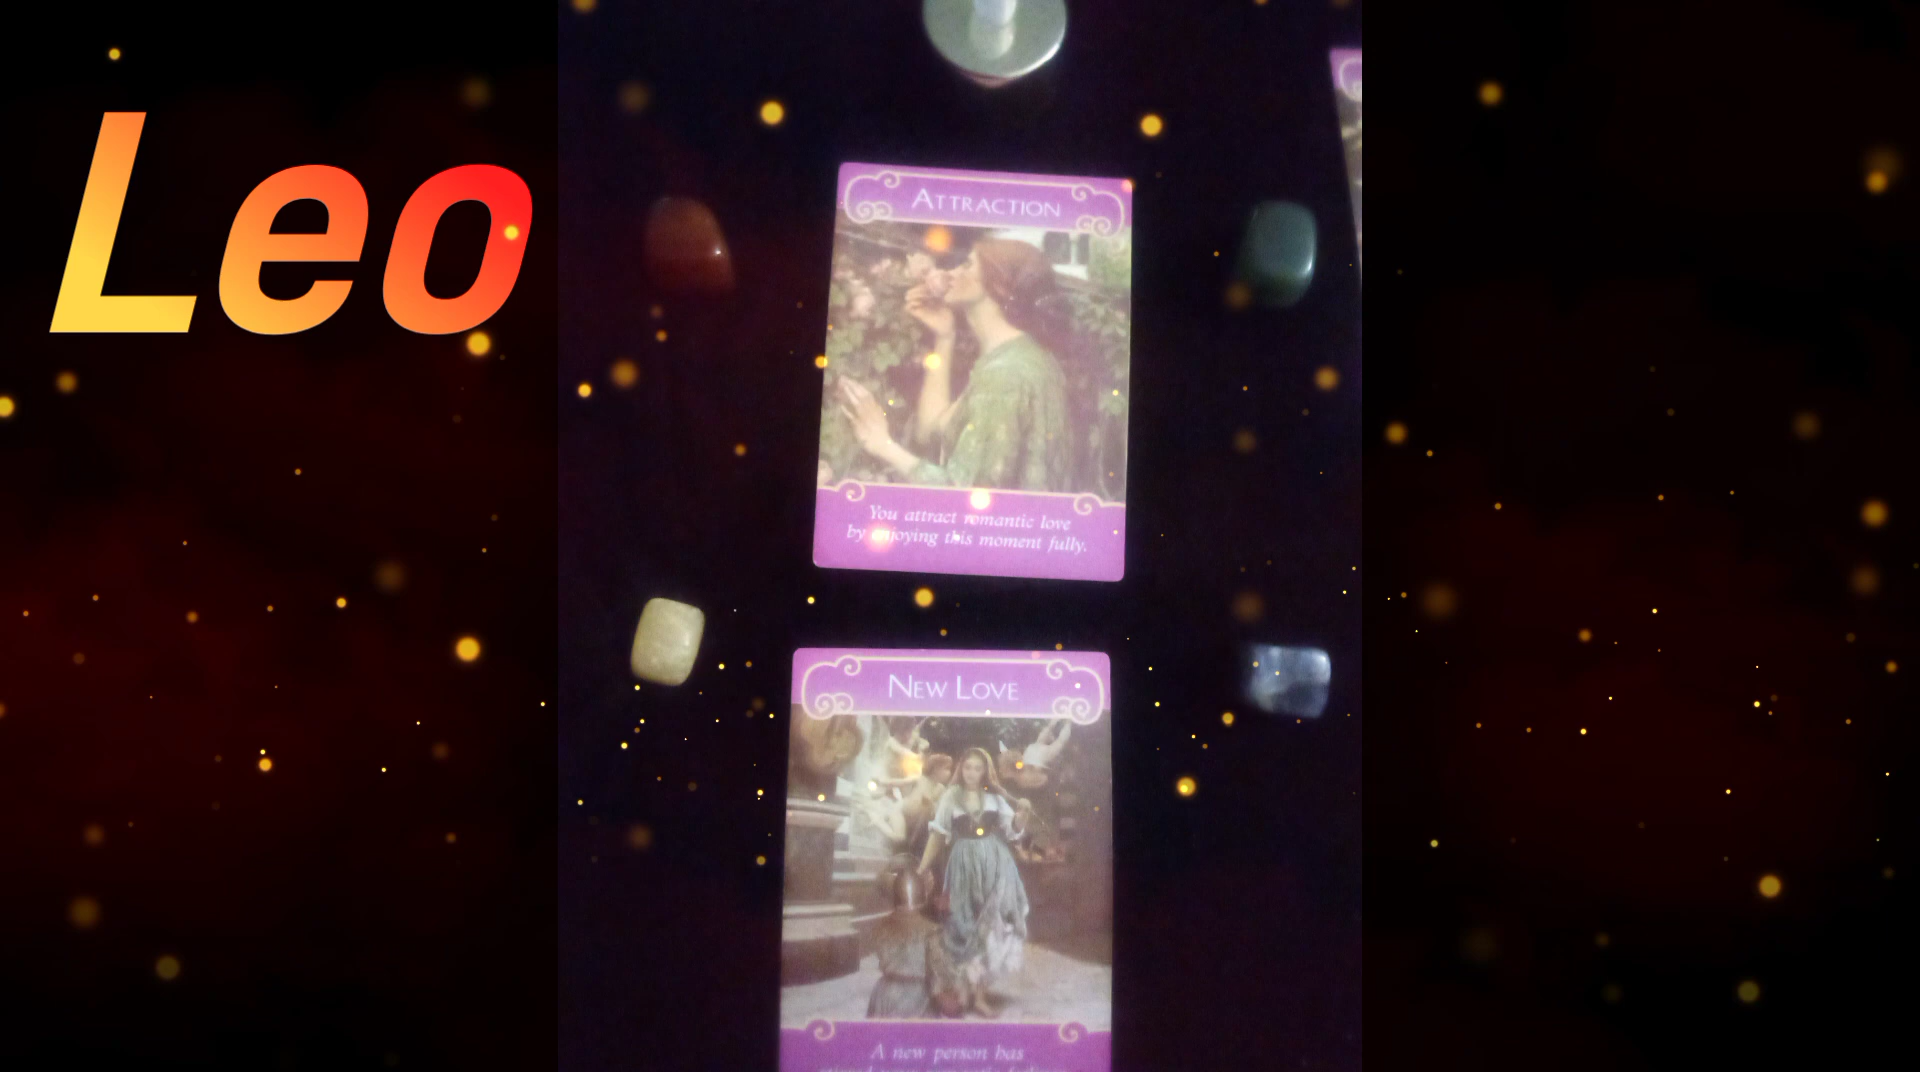 Leo
ATTRACTION
You attract romantic love
by enjoying this moment fully.
NEW LOVE
A new person has